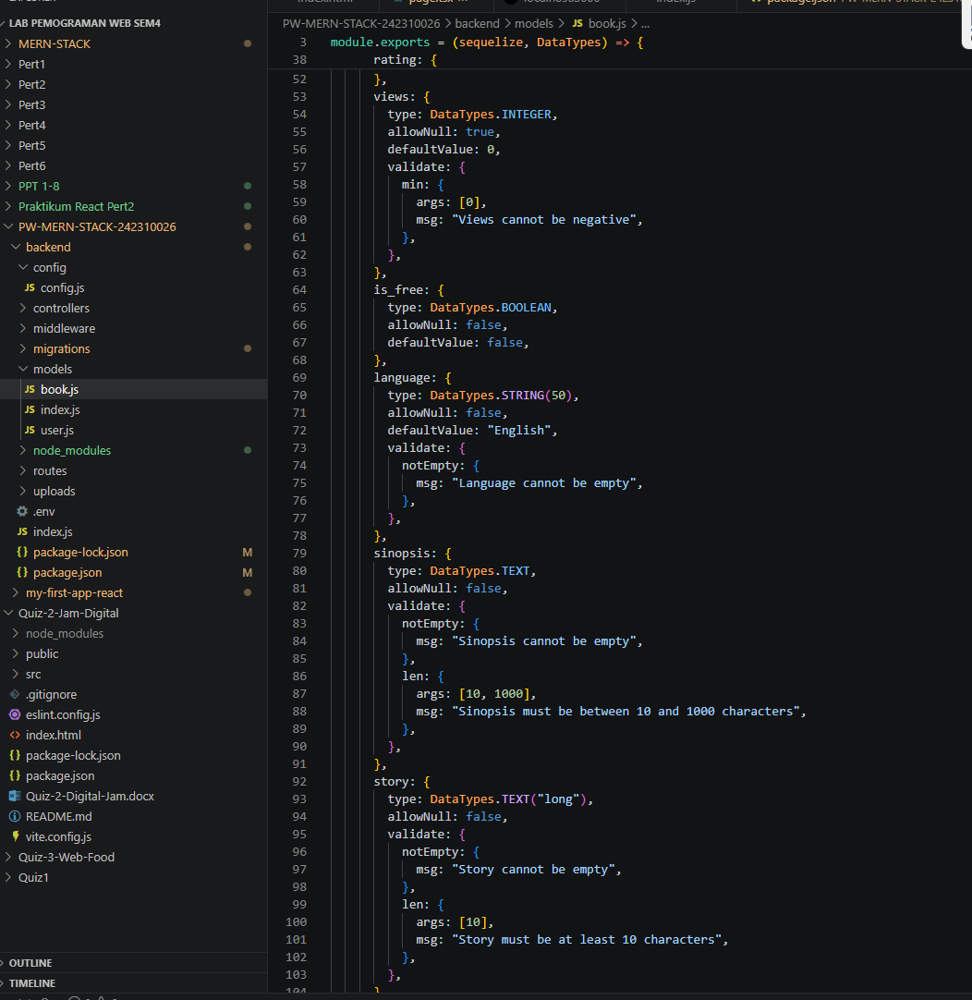 LAB PEMOGRAMAN WEB SEM4
MERN-STACK
Pert1
Pert2
Pert3
Pert4
Pert5
Pert6
PPT 1-8
Praktikum React Pert2
PW-MERN-STACK-242310026
backend
config
JS config.js
controllers
middleware
migrations
models
JS book.js
JS index.js
JS user.js
node_modules
routes
uploads
.env
JS index.js
{} package-lock.json M
{} package.json M
my-first-app-react
Quiz-2-Jam-Digital
node_modules
public
src
.gitignore
eslint.config.js
<> index.html
{} package-lock.json
{} package.json
Quiz-2-Digital-Jam.docx
README.md
vite.config.js
Quiz-3-Web-Food
Quiz1
OUTLINE
TIMELINE
PW-MERN-STACK-242310026 > backend > models > JS book.js > ...
3 module.exports = (sequelize, DataTypes) => {
38 rating: {
52 },
53 views: {
54 type: DataTypes.INTEGER,
55 allowNull: true,
56 defaultValue: 0,
57 validate: {
58 min: {
59 args: [0],
60 msg: "Views cannot be negative",
61 },
62 },
63 },
64 is_free: {
65 type: DataTypes.BOOLEAN,
66 allowNull: false,
67 defaultValue: false,
68 },
69 language: {
70 type: DataTypes.STRING(50),
71 allowNull: false,
72 defaultValue: "English",
73 validate: {
74 notEmpty: {
75 msg: "Language cannot be empty",
76 },
77 },
78 },
79 sinopsis: {
80 type: DataTypes.TEXT,
81 allowNull: false,
82 validate: {
83 notEmpty: {
84 msg: "Sinopsis cannot be empty",
85 },
86 len: {
87 args: [10, 1000],
88 msg: "Sinopsis must be between 10 and 1000 characters",
89 },
90 },
91 },
92 story: {
93 type: DataTypes.TEXT("long"),
94 allowNull: false,
95 validate: {
96 notEmpty: {
97 msg: "Story cannot be empty",
98 },
99 len: {
100 args: [10],
101 msg: "Story must be at least 10 characters",
102 },
103 },